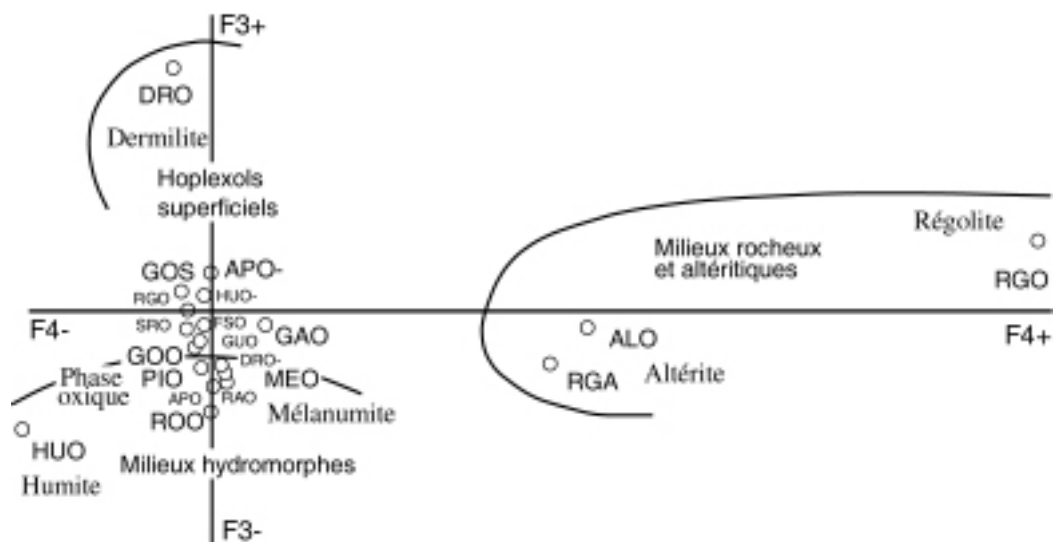 F3+
DRO
Dermilite
Hoplexols
superficiels
Régolite
Milieux rocheux
et altéritiques
RGO
GOS
APO-
RGO
HUO-
F4-
SRO
FSO
GAO
GUO
ALO
F4+
GOO
DRO-
Phase
oxique
PIO
MEO
RGA
Altérite
APO
RAO
Mélanumite
ROO
HUO
Milieux hydromorphes
Humite
F3-